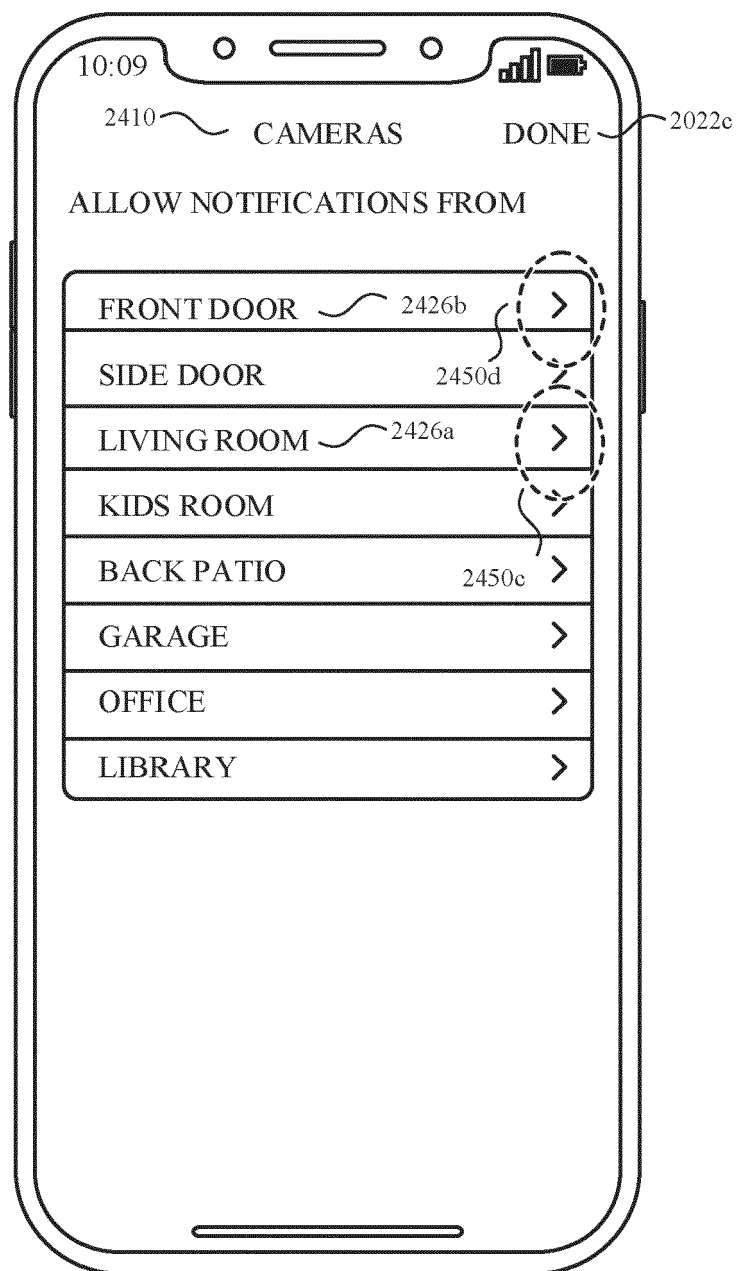 10:09
2410 CAMERAS DONE 2022c
ALLOW NOTIFICATIONS FROM
FRONT DOOR 2426b
SIDE DOOR 2450d
LIVING ROOM 2426a
KIDS ROOM
BACK PATIO 2450c
GARAGE
OFFICE
LIBRARY